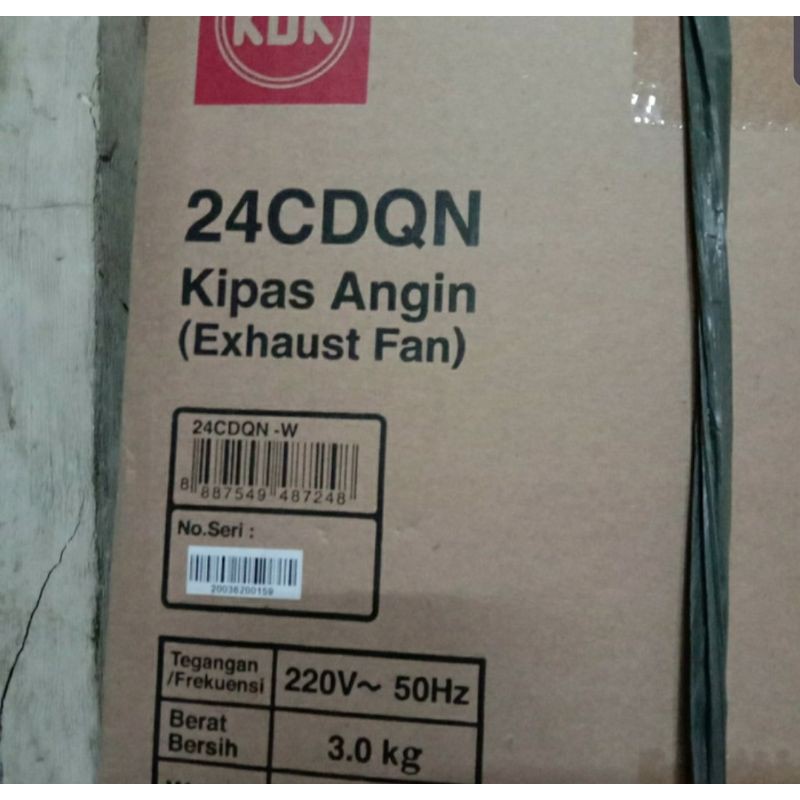 KDK
24CDQN
Kipas Angin
(Exhaust Fan)
24CDQN -W
8 887549 487248
No.Seri :
20036200159
Tegangan
/Frekuensi
220V~ 50Hz
Berat
Bersih
3.0 kg